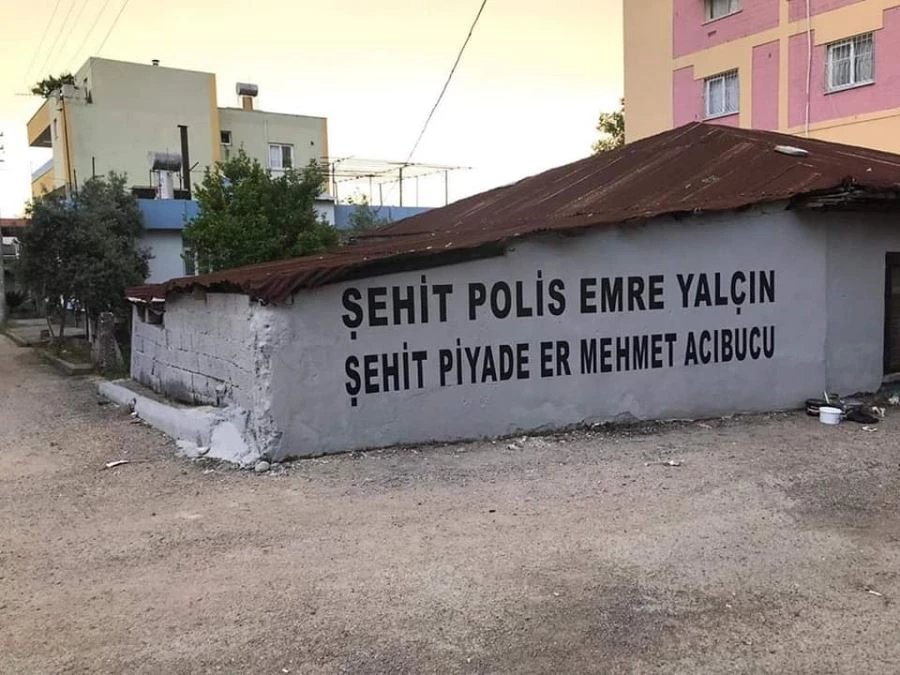 ŞEHİT POLİS EMRE YALÇIN
ŞEHİT PİYADE ER MEHMET ACIBUCU